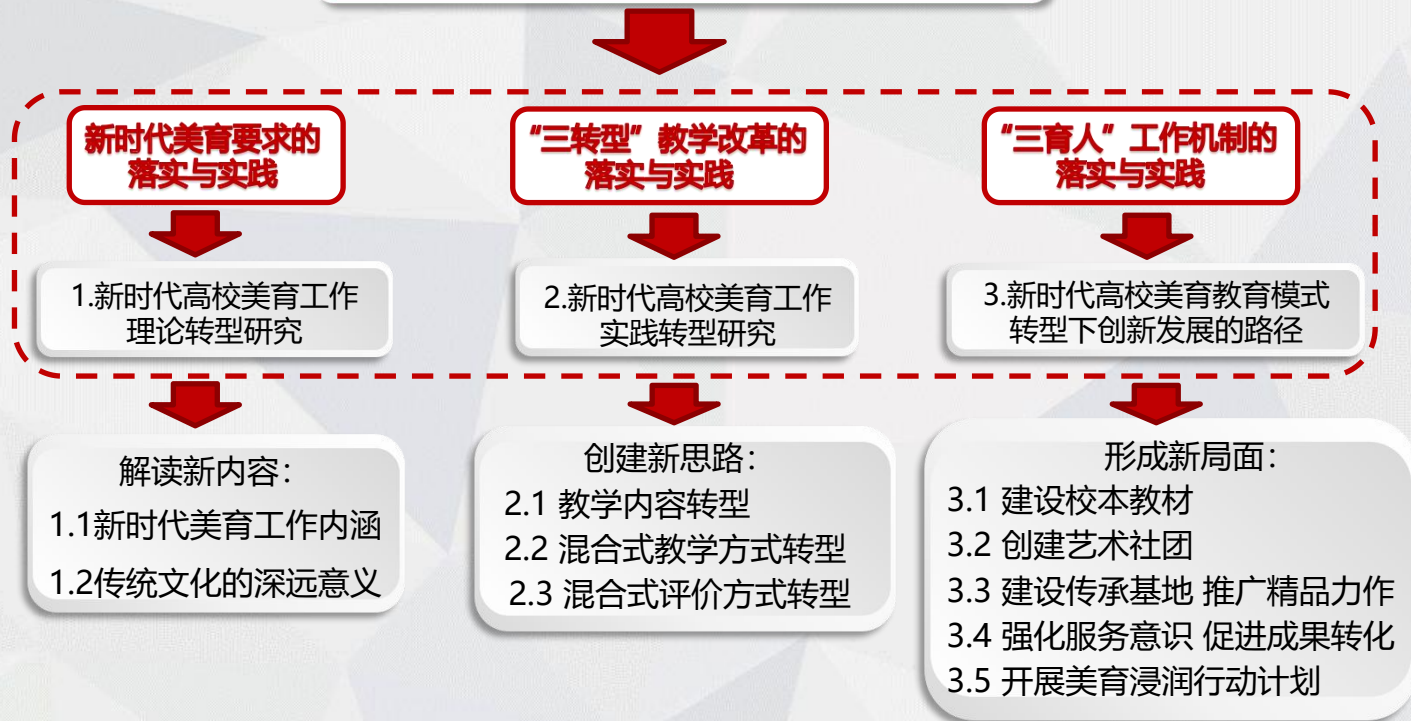 新时代美育要求的
落实与实践
“三转型”教学改革的
落实与实践
“三育人”工作机制的
落实与实践
1.新时代高校美育工作
理论转型研究
2.新时代高校美育工作
实践转型研究
3.新时代高校美育教育模式
转型下创新发展的路径
解读新内容：
1.1新时代美育工作内涵
1.2传统文化的深远意义
创建新思路：
2.1 教学内容转型
2.2 混合式教学方式转型
2.3 混合式评价方式转型
形成新局面：
3.1 建设校本教材
3.2 创建艺术社团
3.3 建设传承基地 推广精品力作
3.4 强化服务意识 促进成果转化
3.5 开展美育浸润行动计划